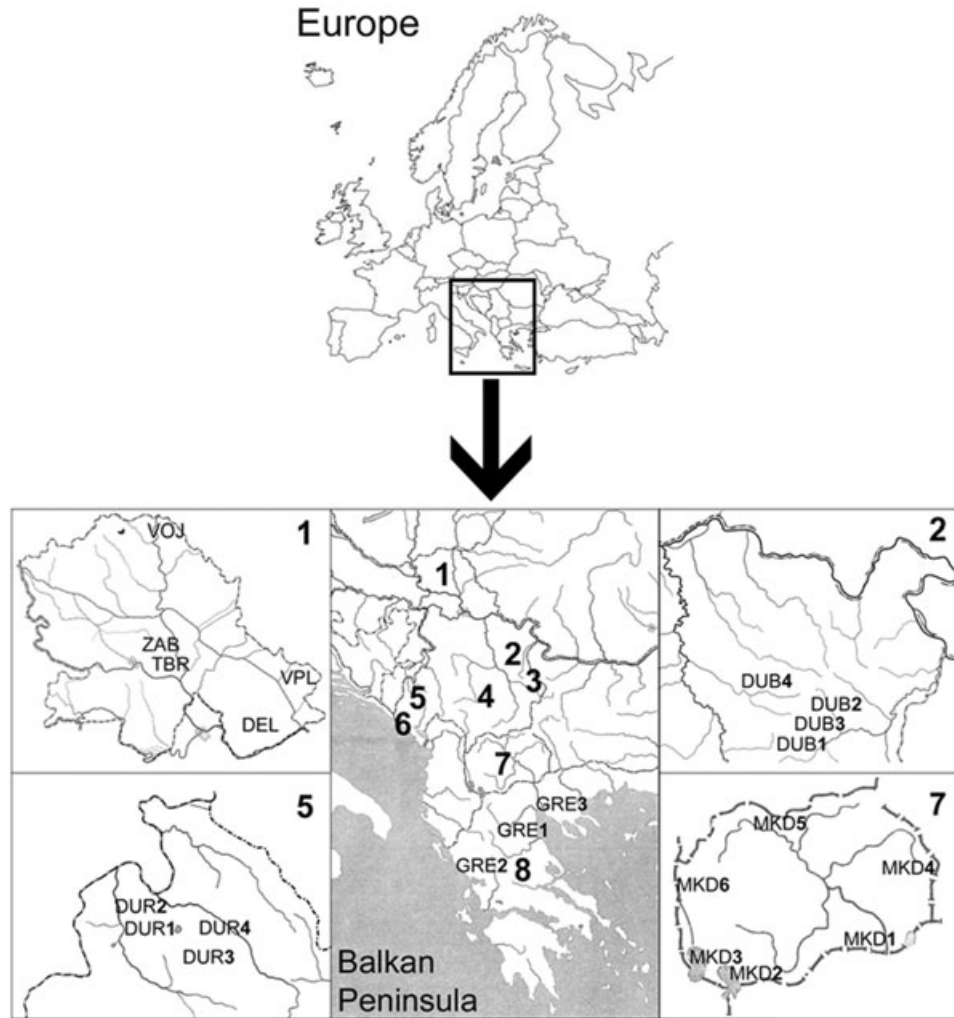 Europe
1
VOJ
ZAB
TBR
VPL
DEL
1
2
3
4
5
6
7
GRE3
GRE1
GRE2
8
Balkan
Peninsula
2
DUB4
DUB2
DUB3
DUB1
5
DUR2
DUR1
DUR4
DUR3
7
MKD5
MKD4
MKD6
MKD1
MKD3
MKD2